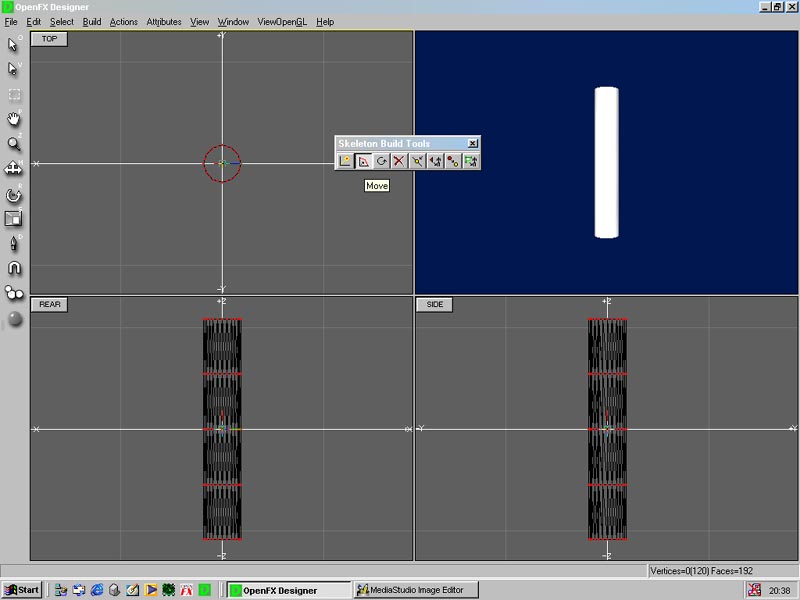 OpenFX Designer
File Edit Select Build Actions Attributes View Window ViewOpenGL Help
TOP
+Y
Skeleton Build Tools
X
Move
-Y
REAR
+Z
SIDE
+Z
X
X
-Y
+Y
-Z
-Z
Vertices=0(120) Faces=192
Start
OpenFX Designer
MediaStudio Image Editor
20:38